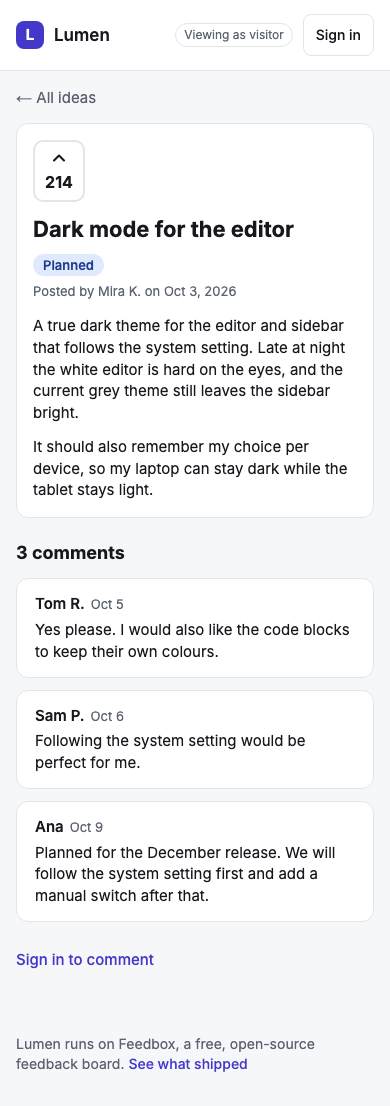 L Lumen Viewing as visitor Sign in
← All ideas
214
Dark mode for the editor
Planned
Posted by Mira K. on Oct 3, 2026
A true dark theme for the editor and sidebar
that follows the system setting. Late at night
the white editor is hard on the eyes, and the
current grey theme still leaves the sidebar
bright.
It should also remember my choice per
device, so my laptop can stay dark while the
tablet stays light.
3 comments
Tom R. Oct 5
Yes please. I would also like the code blocks
to keep their own colours.
Sam P. Oct 6
Following the system setting would be
perfect for me.
Ana Oct 9
Planned for the December release. We will
follow the system setting first and add a
manual switch after that.
Sign in to comment
Lumen runs on Feedbox, a free, open-source
feedback board. See what shipped